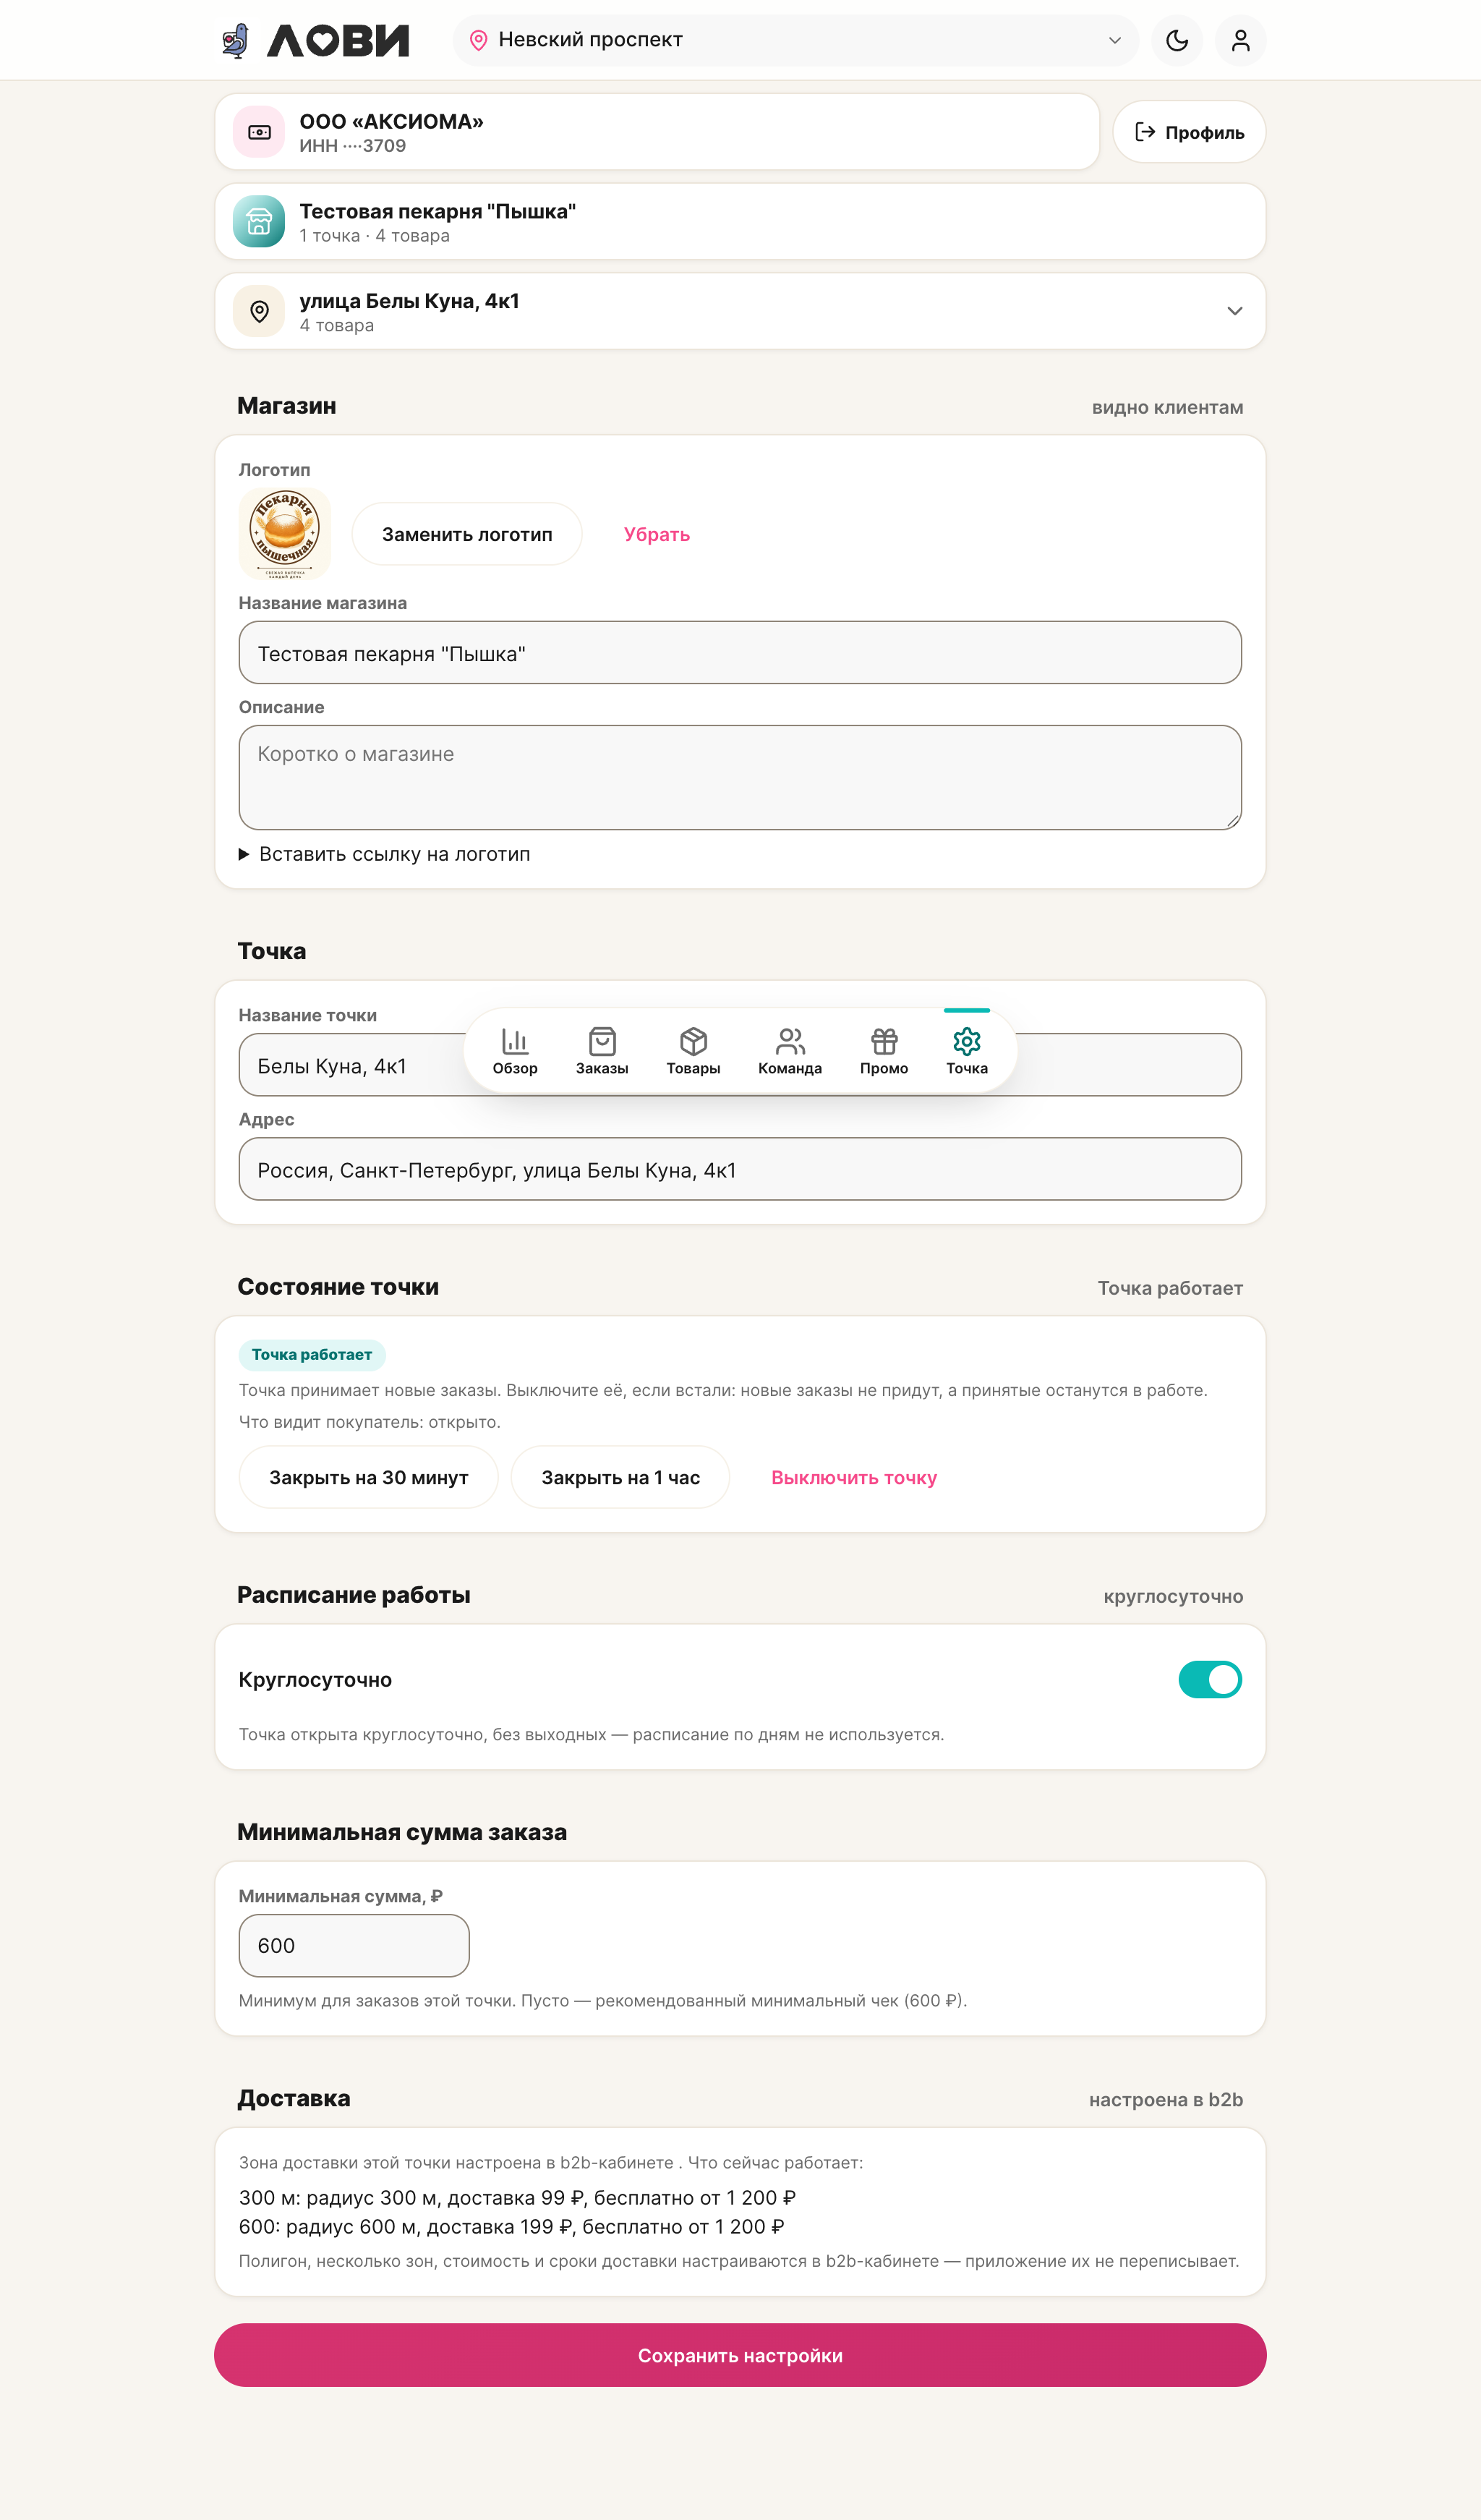 ЛОВИ
Невский проспект
ООО «АКСИОМА»
ИНН ····3709
Профиль
Тестовая пекарня "Пышка"
1 точка · 4 товара
улица Белы Куна, 4к1
4 товара
Магазин
видно клиентам
Логотип
Пекарня
пышечная
СВЕЖАЯ ВЫПЕЧКА
КАЖДЫЙ ДЕНЬ
Заменить логотип
Убрать
Название магазина
Тестовая пекарня "Пышка"
Описание
Коротко о магазине
Вставить ссылку на логотип
Точка
Название точки
Белы Куна, 4к1
Обзор
Заказы
Товары
Команда
Промо
Точка
Адрес
Россия, Санкт-Петербург, улица Белы Куна, 4к1
Состояние точки
Точка работает
Точка работает
Точка принимает новые заказы. Выключите её, если встали: новые заказы не придут, а принятые останутся в работе.
Что видит покупатель: открыто.
Закрыть на 30 минут
Закрыть на 1 час
Выключить точку
Расписание работы
круглосуточно
Круглосуточно
Точка открыта круглосуточно, без выходных — расписание по дням не используется.
Минимальная сумма заказа
Минимальная сумма, ₽
600
Минимум для заказов этой точки. Пусто — рекомендованный минимальный чек (600 ₽).
Доставка
настроена в b2b
Зона доставки этой точки настроена в b2b-кабинете . Что сейчас работает:
300 м: радиус 300 м, доставка 99 ₽, бесплатно от 1 200 ₽
600: радиус 600 м, доставка 199 ₽, бесплатно от 1 200 ₽
Полигон, несколько зон, стоимость и сроки доставки настраиваются в b2b-кабинете — приложение их не переписывает.
Сохранить настройки